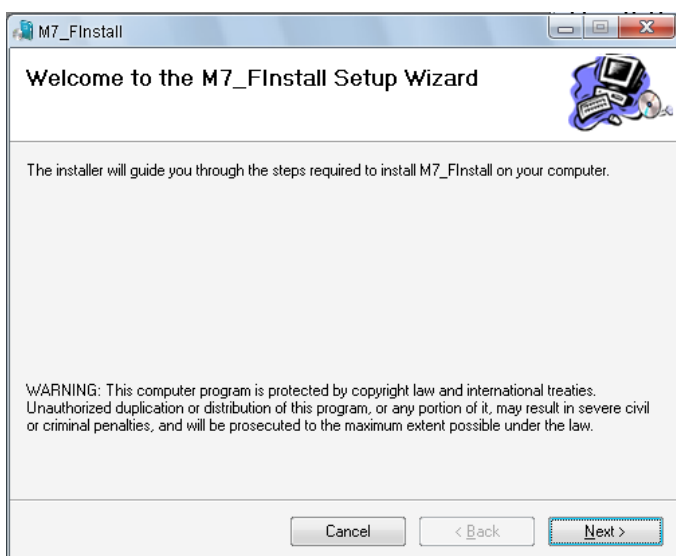 M7_FInstall
Welcome to the M7_FInstall Setup Wizard
The installer will guide you through the steps required to install M7_FInstall on your computer.
WARNING: This computer program is protected by copyright law and international treaties.
Unauthorized duplication or distribution of this program, or any portion of it, may result in severe civil
or criminal penalties, and will be prosecuted to the maximum extent possible under the law.
Cancel
< Back
Next >